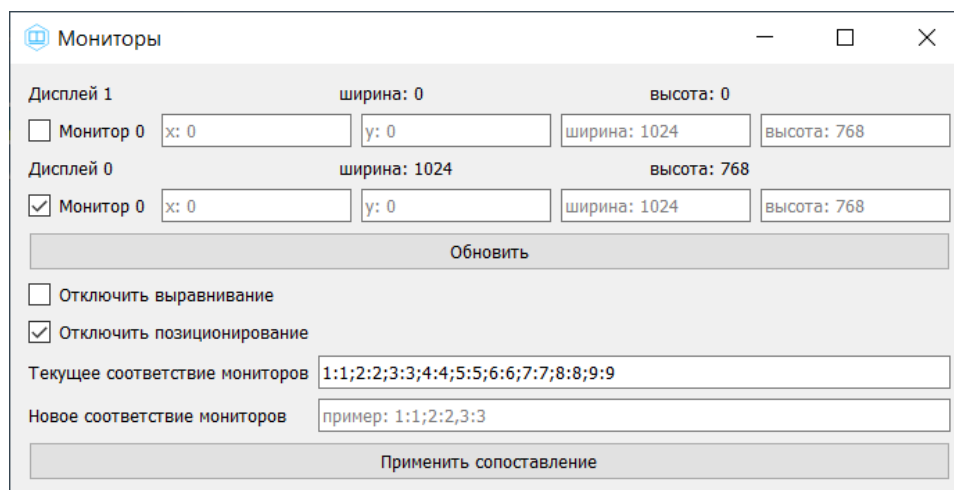 Мониторы
Дисплей 1 ширина: 0 высота: 0
Монитор 0 x: 0 y: 0 ширина: 1024 высота: 768
Дисплей 0 ширина: 1024 высота: 768
Монитор 0 x: 0 y: 0 ширина: 1024 высота: 768
Обновить
Отключить выравнивание
Отключить позиционирование
Текущее соответствие мониторов 1:1;2:2;3:3;4:4;5:5;6:6;7:7;8:8;9:9
Новое соответствие мониторов пример: 1:1;2:2,3:3
Применить сопоставление